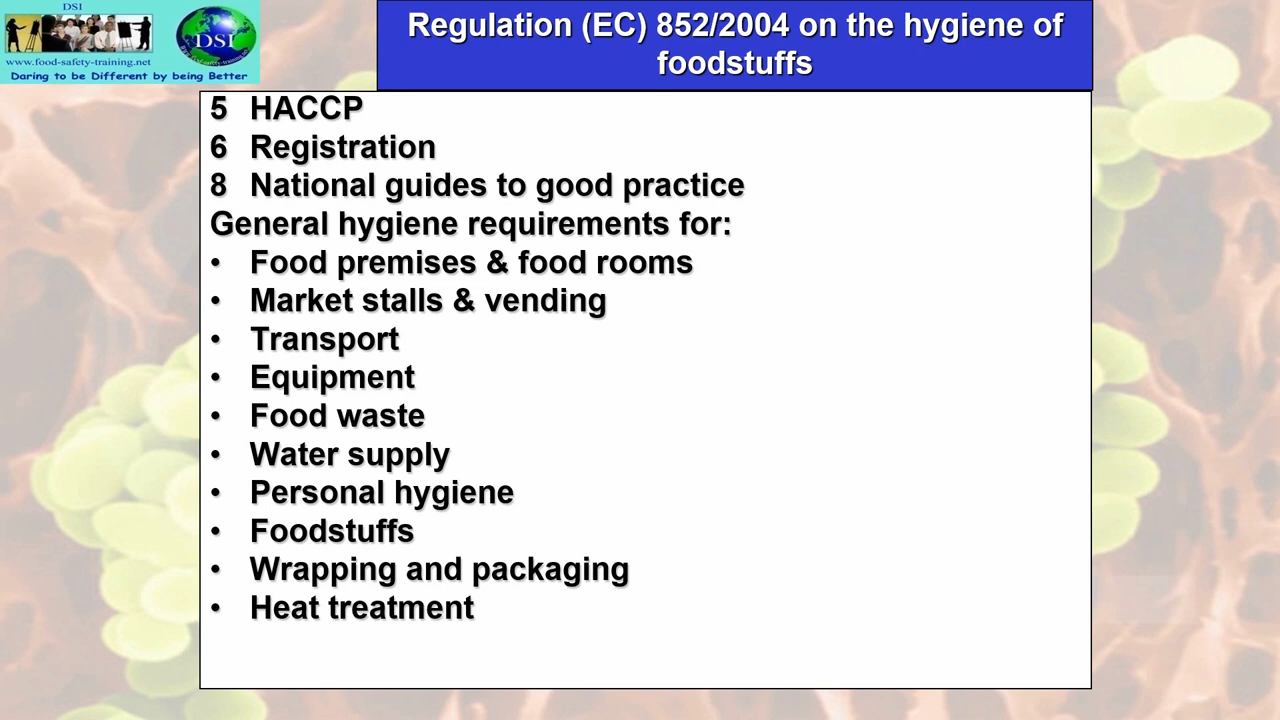 DSI
DSI
www.food-safety-training.net
Daring to be Different by being Better
Regulation (EC) 852/2004 on the hygiene of
foodstuffs
5 HACCP
6 Registration
8 National guides to good practice
General hygiene requirements for:
• Food premises & food rooms
• Market stalls & vending
• Transport
• Equipment
• Food waste
• Water supply
• Personal hygiene
• Foodstuffs
• Wrapping and packaging
• Heat treatment